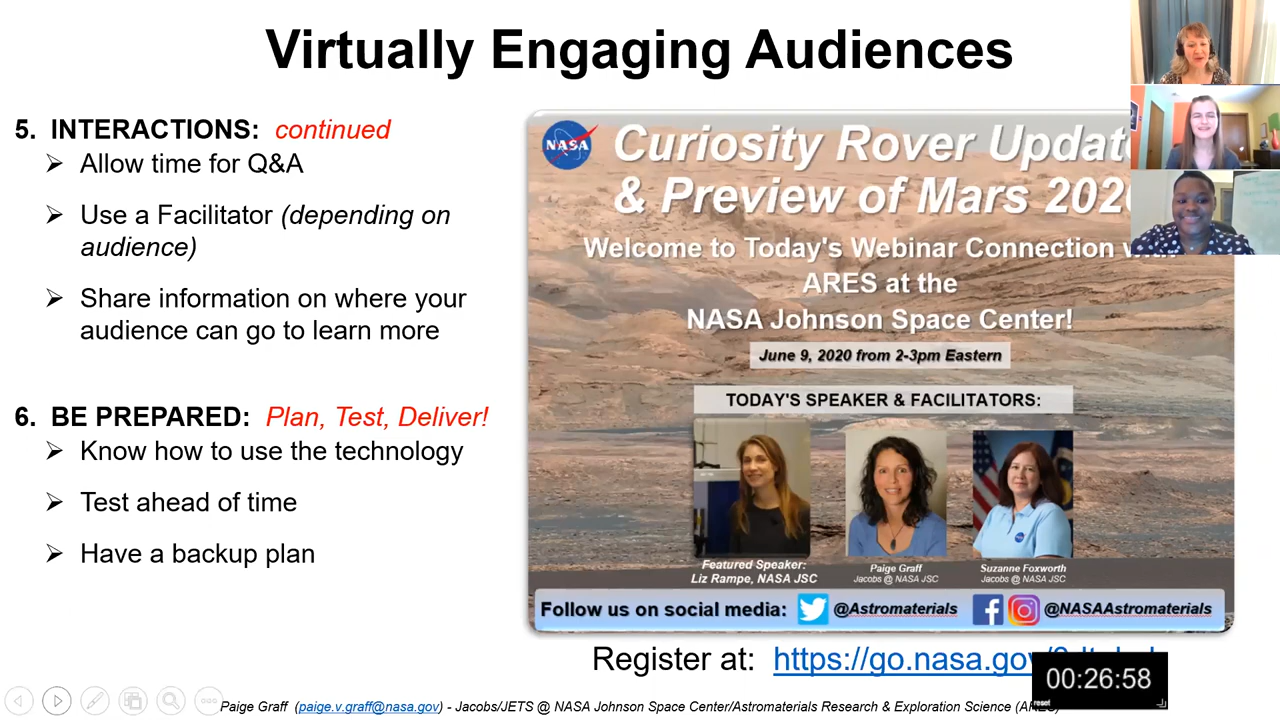 Virtually Engaging Audiences
5. INTERACTIONS: continued
➢ Allow time for Q&A
➢ Use a Facilitator (depending on
audience)
➢ Share information on where your
audience can go to learn more
6. BE PREPARED: Plan, Test, Deliver!
➢ Know how to use the technology
➢ Test ahead of time
➢ Have a backup plan
NASA
Curiosity Rover
& Preview of Mars
Welcome to Today's Webinar Connection
ARES at the
NASA Johnson Space Center!
June 9, 2020 from 2-3pm Eastern
TODAY'S SPEAKER & FACILITATORS:
Featured Speaker:
Liz Rampe, NASA JSC
Paige Graff
Jacobs @ NASA JSC
Suzanne Foxworth
Jacobs @ NASA JSC
Follow us on social media: @Astromaterials @NASAAstromaterials
Register at: https://go.nasa.gov/
00:26:58
reset
Paige Graff (paige.v.graff@nasa.gov) - Jacobs/JETS @ NASA Johnson Space Center/Astromaterials Research & Exploration Science